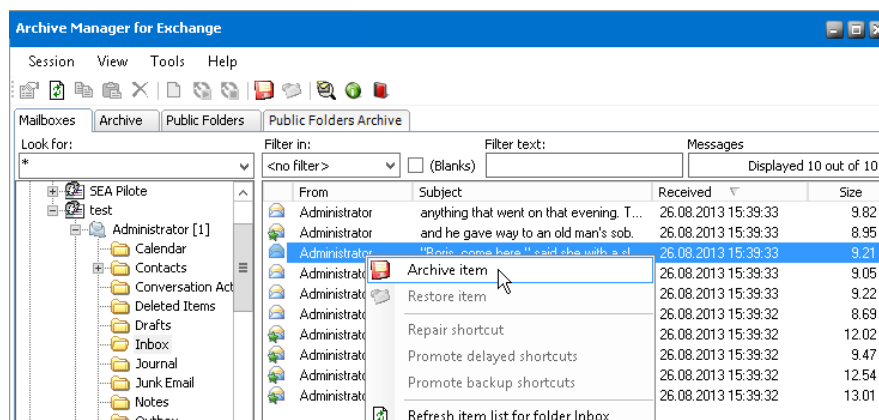 Archive Manager for Exchange
Session View Tools Help
Mailboxes Archive Public Folders Public Folders Archive
Look for: Filter in: Filter text: Messages
* <no filter> (Blanks) Displayed 10 out of 10
From Subject Received Size
SEA Pilote
test
Administrator [1]
Calendar
Contacts
Conversation Act
Deleted Items
Drafts
Inbox
Journal
Junk Email
Notes
Outbox
Administrator anything that went on that evening. T... 26.08.2013 15:39:33 9.82
Administrator and he gave way to an old man's sob. 26.08.2013 15:39:33 8.95
Administrator "Boris, come here," said she with a sl 26.08.2013 15:39:33 9.21
Administrato 26.08.2013 15:39:33 9.05
Administrato 26.08.2013 15:39:33 9.22
Administrato 26.08.2013 15:39:32 8.69
Administrato 26.08.2013 15:39:32 12.02
Administrato 26.08.2013 15:39:32 9.47
Administrato 26.08.2013 15:39:32 12.54
Administrato 26.08.2013 15:39:32 13.01
Archive item
Restore item
Repair shortcut
Promote delayed shortcuts
Promote backup shortcuts
Refresh item list for folder Inbox